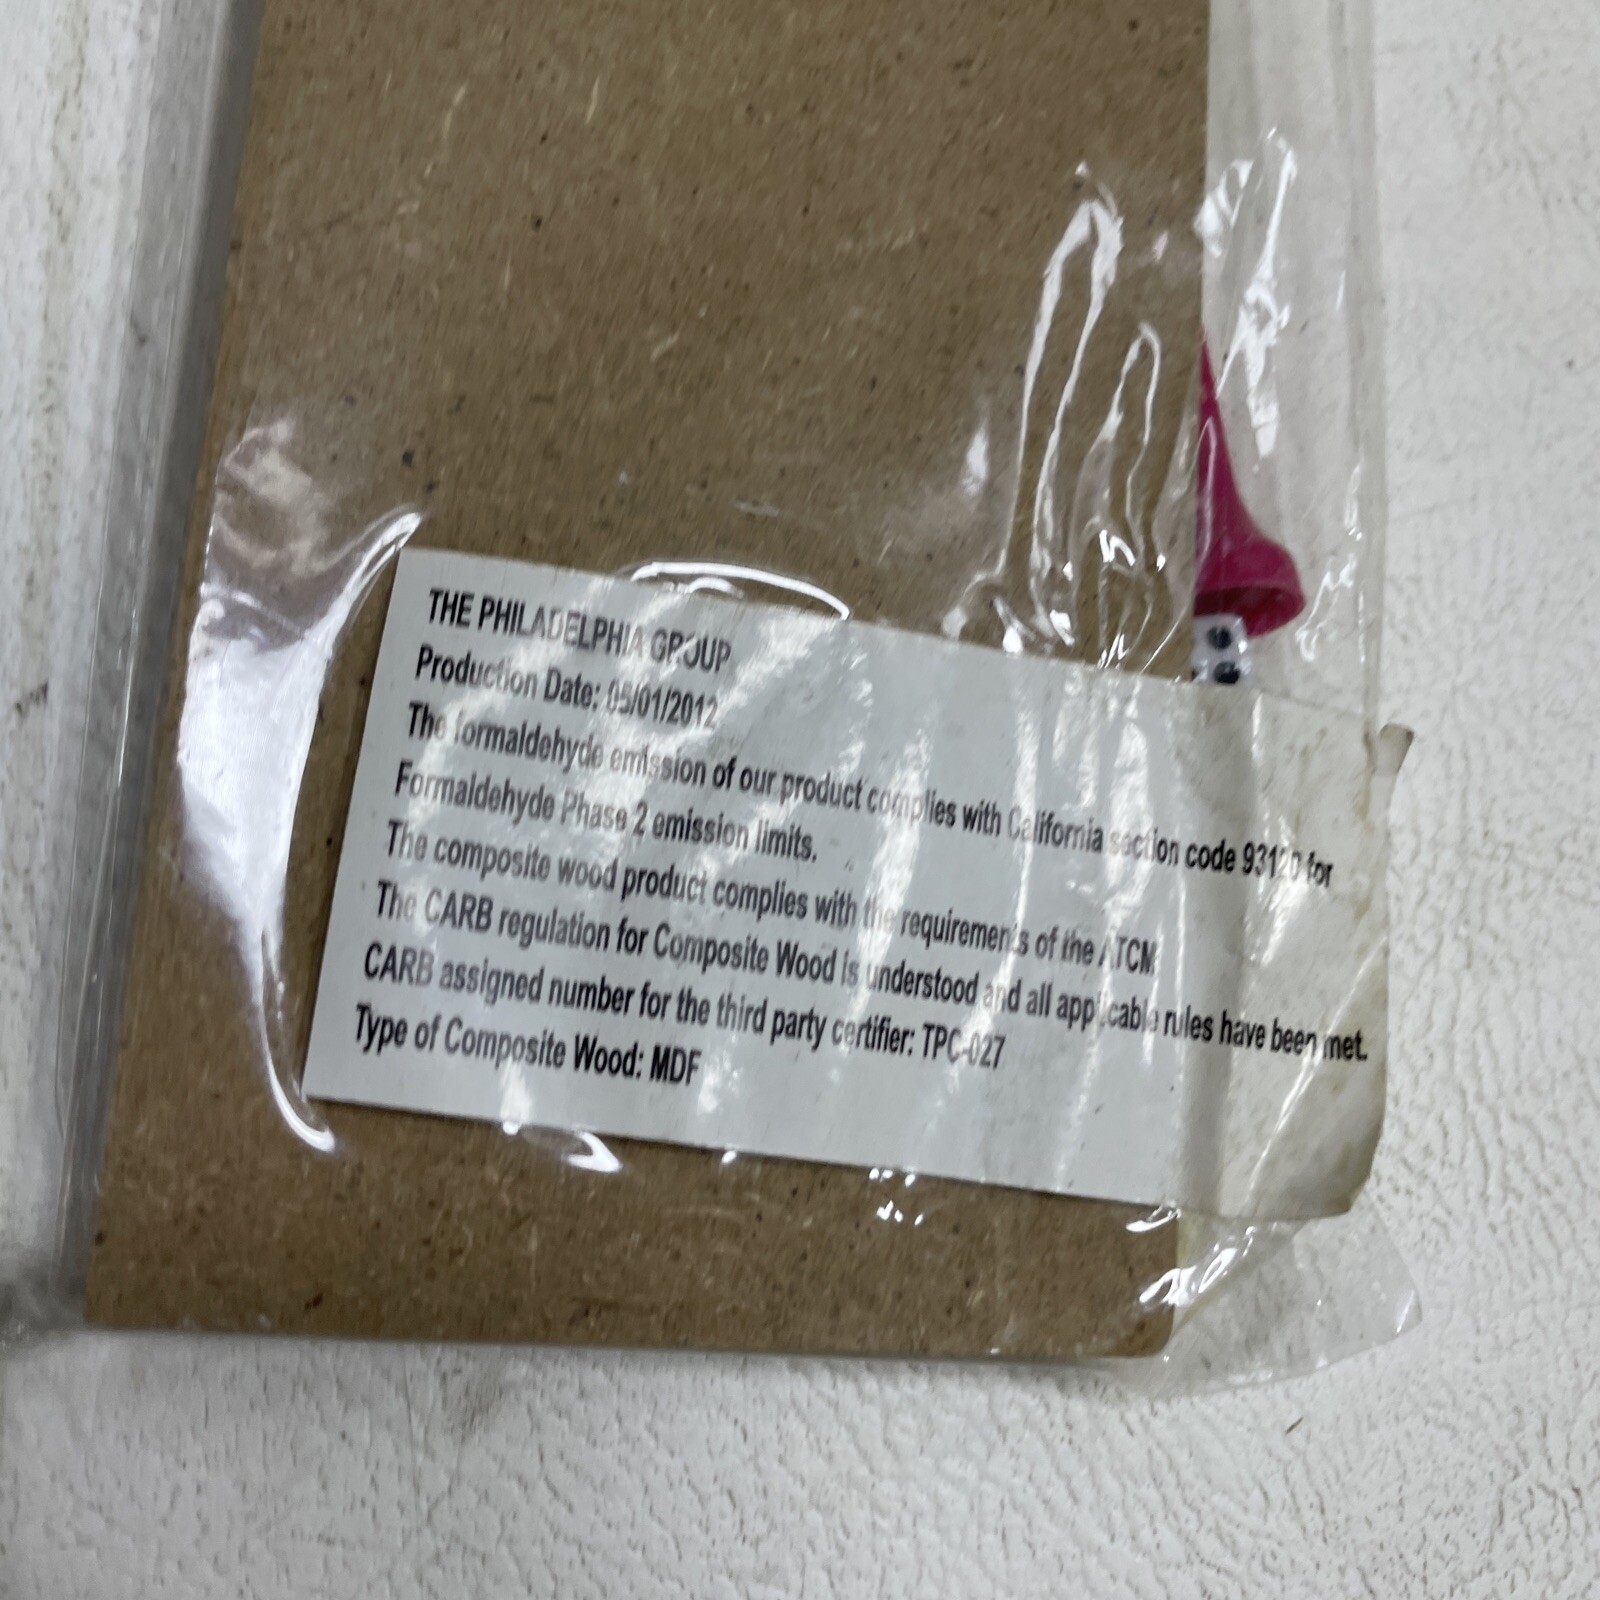 THE PHILADELPHIA GROUP
Production Date: 05/01/2012
The formaldehyde emission of our product complies with California section code 93120 for
Formaldehyde Phase 2 emission limits.
The composite wood product complies with the requirements of the ATCM
The CARB regulation for Composite Wood is understood and all applicable rules have been met.
CARB assigned number for the third party certifier: TPC-027
Type of Composite Wood: MDF